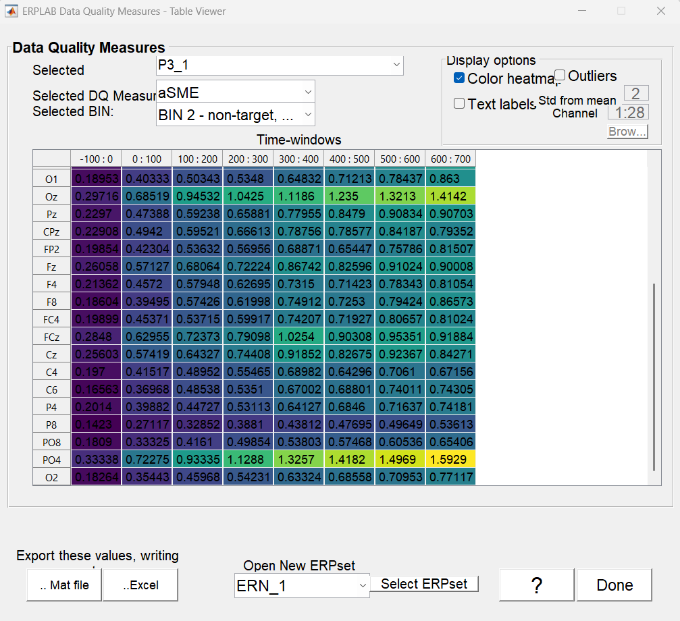 ERPLAB Data Quality Measures - Table Viewer
Data Quality Measures
Selected P3_1
Selected DQ Measur aSME
Selected BIN: BIN 2 - non-target, ...
Display options
Color heatmap Outliers
Text labels Std from mean 2
Channel 1:28
Brow...
Time-windows
-100 : 0 0 : 100 100 : 200 200 : 300 300 : 400 400 : 500 500 : 600 600 : 700
O1 0.18953 0.40333 0.50343 0.5348 0.64832 0.71213 0.78437 0.863
Oz 0.29716 0.68519 0.94532 1.0425 1.1186 1.235 1.3213 1.4142
Pz 0.2297 0.47388 0.59238 0.65881 0.77955 0.8479 0.90834 0.90703
CPz 0.22908 0.4942 0.59521 0.66613 0.78756 0.78577 0.84187 0.79352
FP2 0.19854 0.42304 0.53632 0.56956 0.68871 0.65447 0.75786 0.81507
Fz 0.26058 0.57127 0.68064 0.72224 0.86742 0.82596 0.91024 0.90008
F4 0.21362 0.4572 0.57948 0.62695 0.7315 0.71423 0.78343 0.81054
F8 0.18604 0.39495 0.57426 0.61998 0.74912 0.7253 0.79424 0.86573
FC4 0.19899 0.45371 0.53715 0.59917 0.74207 0.71927 0.80657 0.81024
FCz 0.2848 0.62955 0.72373 0.79098 1.0254 0.90308 0.95351 0.91884
Cz 0.25603 0.57419 0.64327 0.74408 0.91852 0.82675 0.92367 0.84271
C4 0.197 0.41517 0.48952 0.55465 0.68982 0.64296 0.7061 0.67156
C6 0.16563 0.36968 0.48538 0.5351 0.67002 0.68801 0.74011 0.74305
P4 0.2014 0.39882 0.44727 0.53113 0.64127 0.6846 0.71637 0.74181
P8 0.1423 0.27117 0.32852 0.3881 0.43812 0.47695 0.49649 0.53613
PO8 0.1809 0.33325 0.4161 0.49854 0.53803 0.57468 0.60536 0.65406
PO4 0.33338 0.72275 0.93335 1.1288 1.3257 1.4182 1.4969 1.5929
O2 0.18264 0.35443 0.45968 0.54231 0.63324 0.68558 0.70953 0.77117
Export these values, writing
.. Mat file ..Excel
Open New ERPset
ERN_1 Select ERPset
? Done